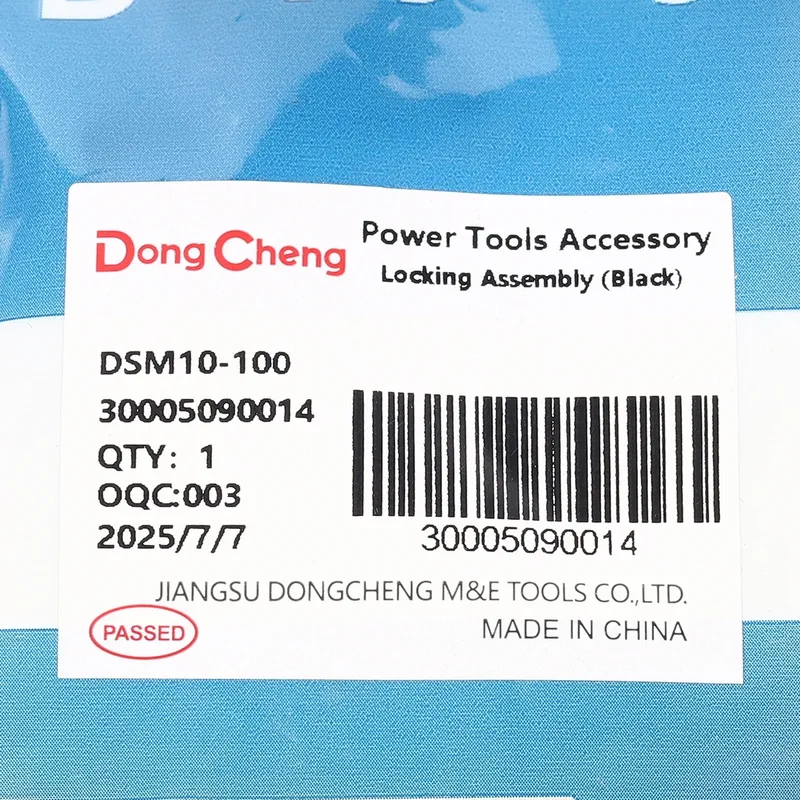 Dong Cheng
Power Tools Accessory
Locking Assembly (Black)
DSM10-100
30005090014
QTY: 1
OQC:003
2025/7/7
30005090014
JIANGSU DONGCHENG M&E TOOLS CO.,LTD.
PASSED
MADE IN CHINA